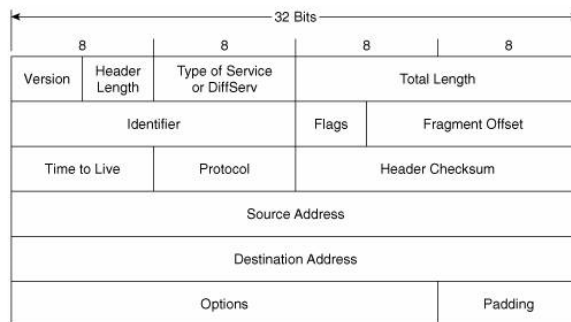 32 Bits
8 8 8 8
Version Header Length Type of Service or DiffServ Total Length
Identifier Flags Fragment Offset
Time to Live Protocol Header Checksum
Source Address
Destination Address
Options Padding